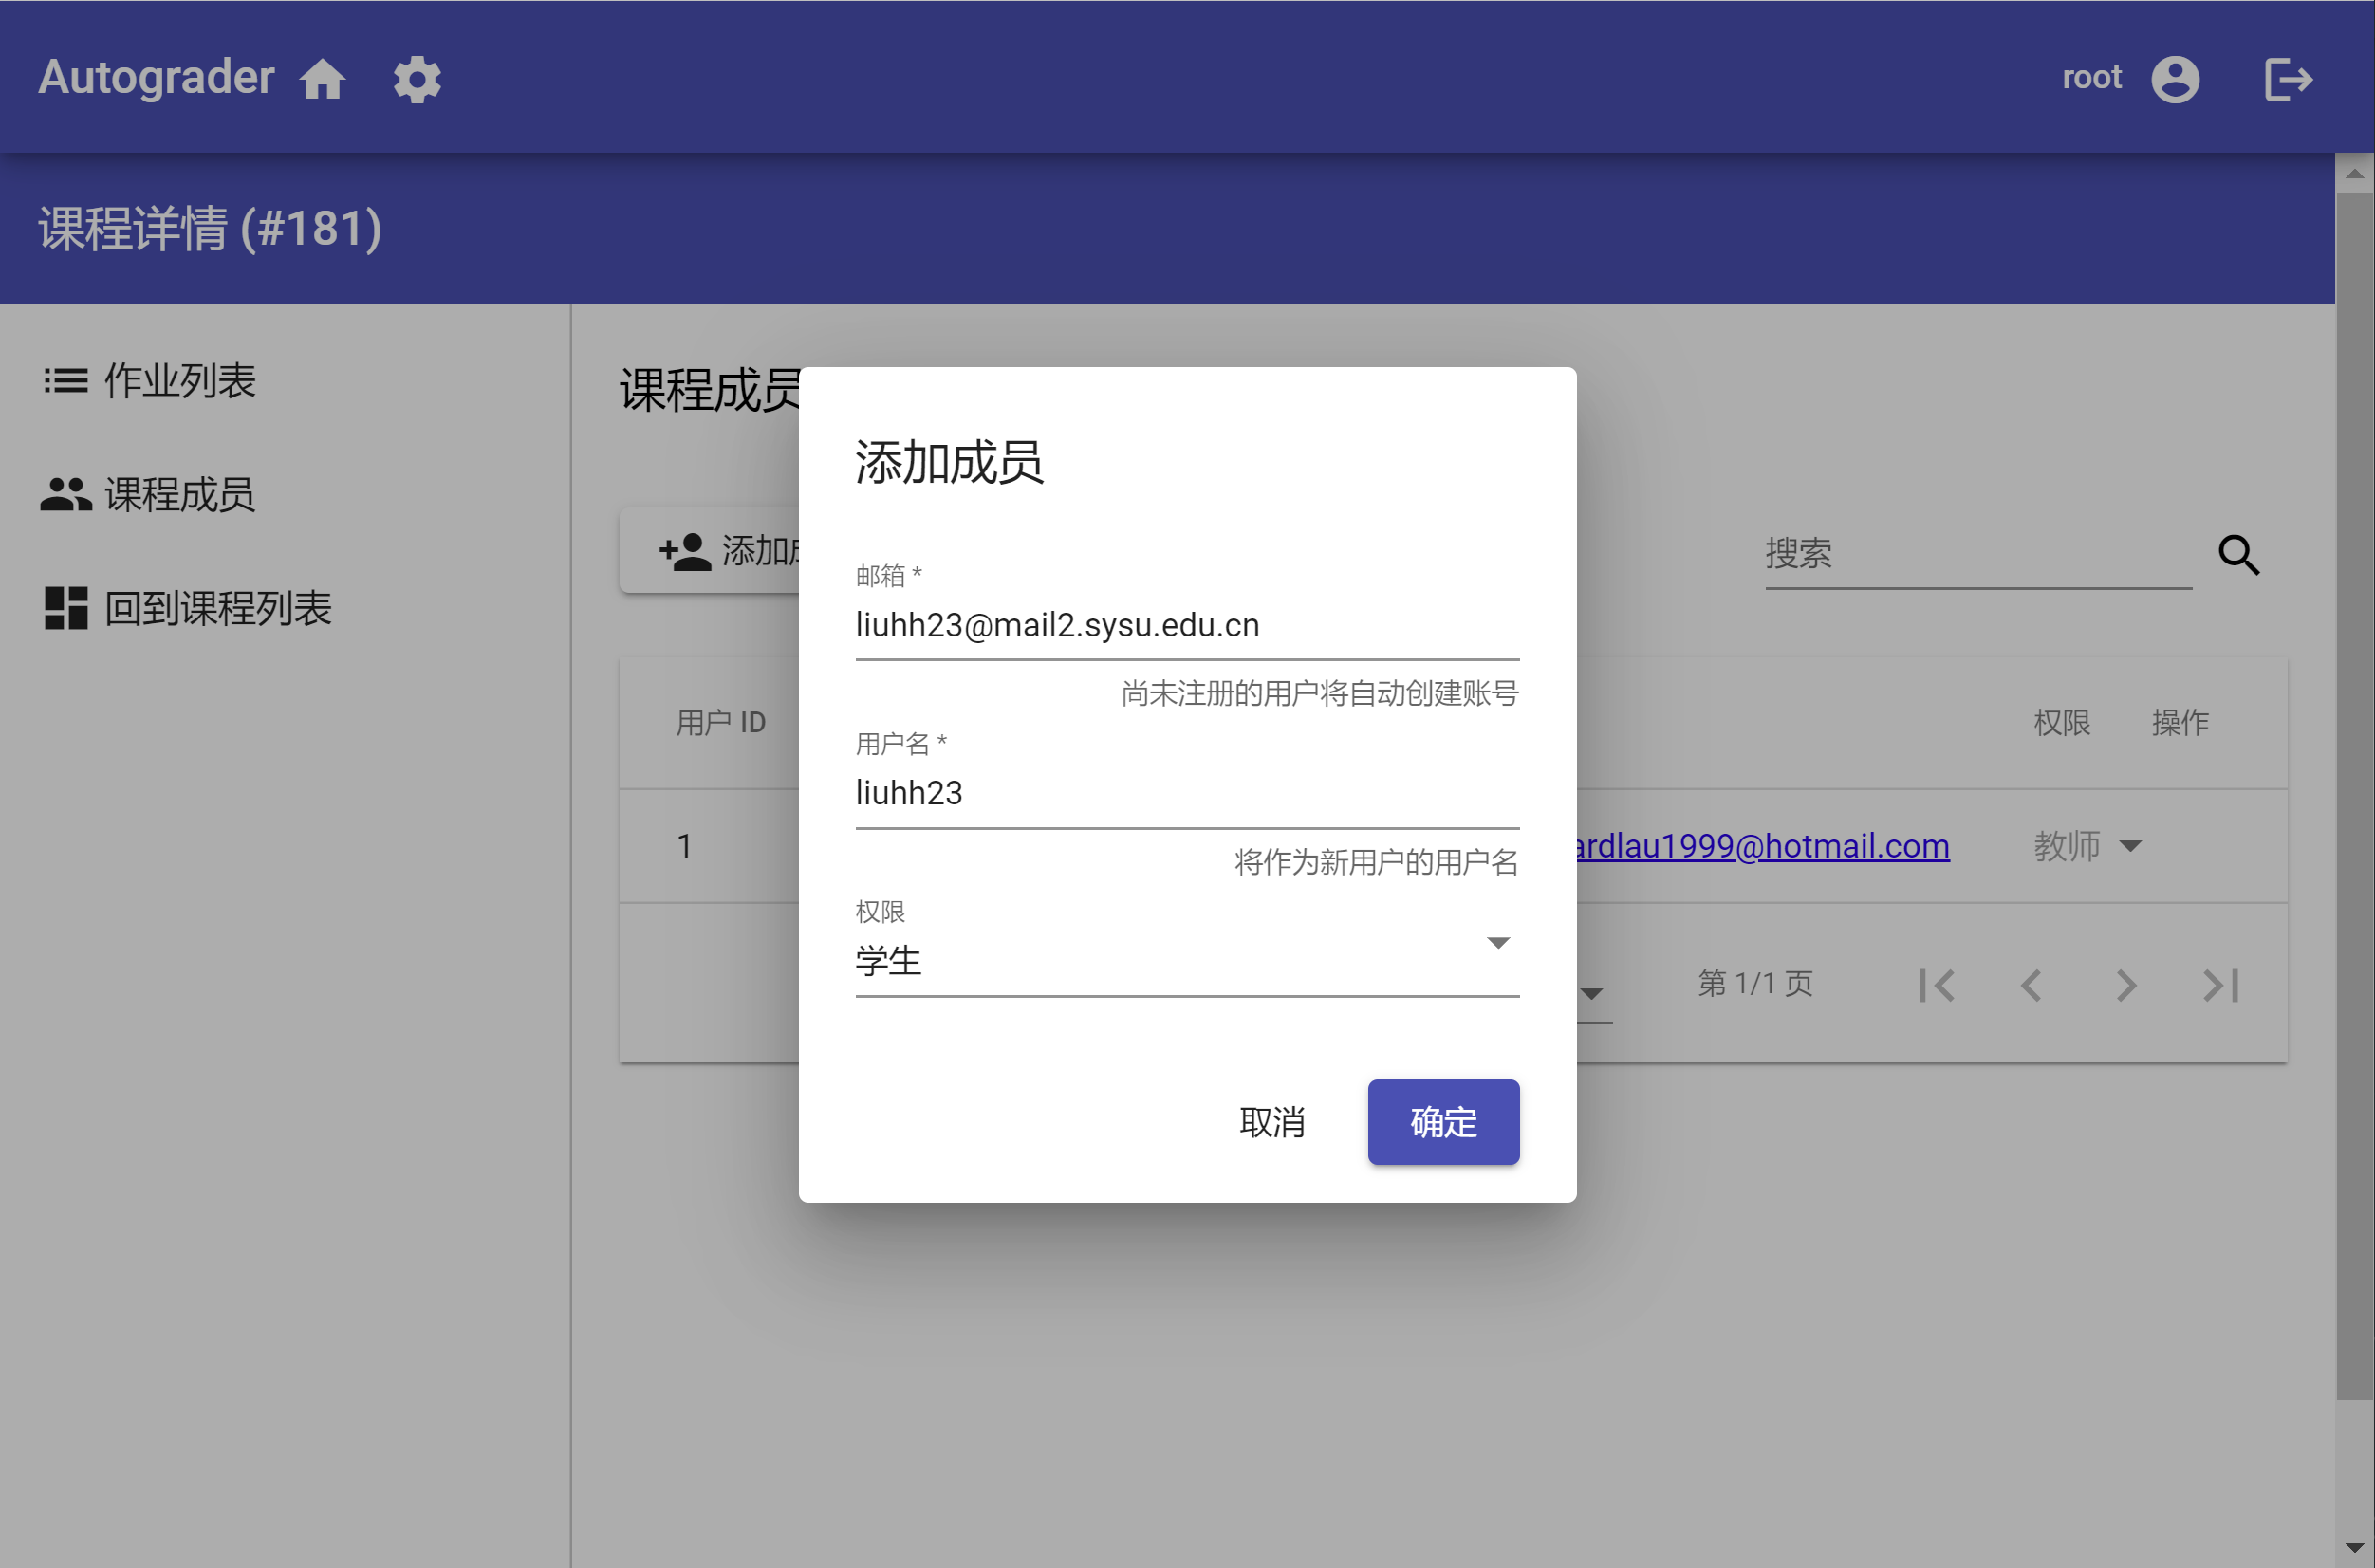 Autograder
root
课程详情 (#181)
作业列表
课程成员
回到课程列表
课程成员
添加
搜索
用户 ID
权限
操作
1
ardlau1999@hotmail.com
教师
第 1/1 页
添加成员
邮箱 *
liuhh23@mail2.sysu.edu.cn
尚未注册的用户将自动创建账号
用户名 *
liuhh23
将作为新用户的用户名
权限
学生
取消
确定